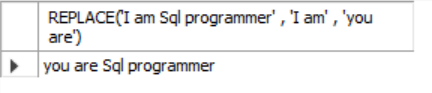 REPLACE('I am Sql programmer' , 'I am' , 'you
are')
you are Sql programmer